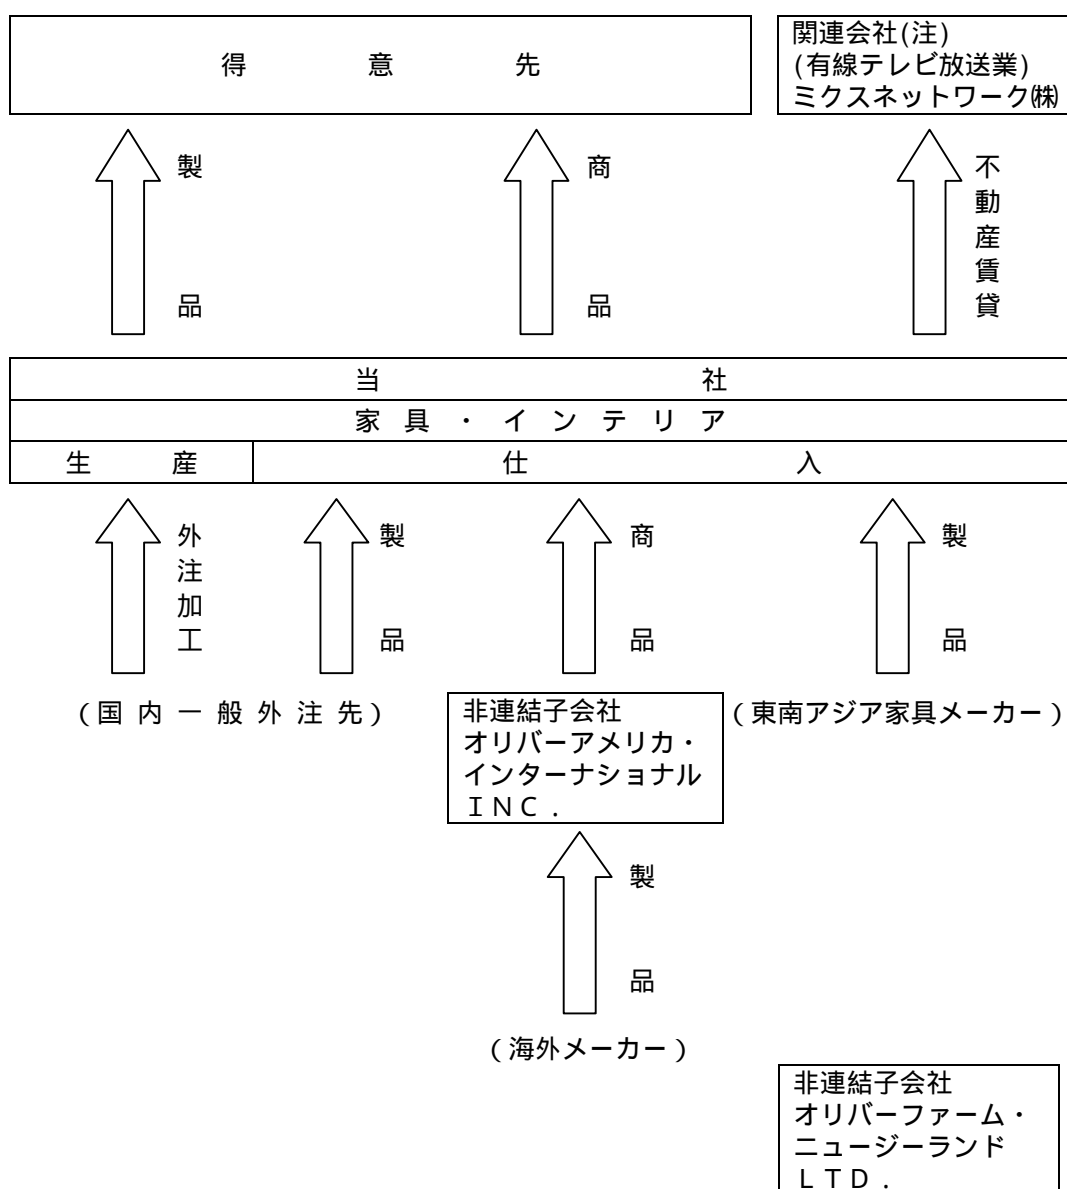 得意先
関連会社(注)
(有線テレビ放送業)
ミクスネットワーク㈱
製品
商品
不動産賃貸
当社
家具・インテリア
生産
仕入
外注加工
製品
商品
製品
(国内一般外注先)
非連結子会社
オリバーアメリカ・
インターナショナル
ＩＮＣ．
(東南アジア家具メーカー)
製品
(海外メーカー)
非連結子会社
オリバーファーム・
ニュージーランド
ＬＴＤ．